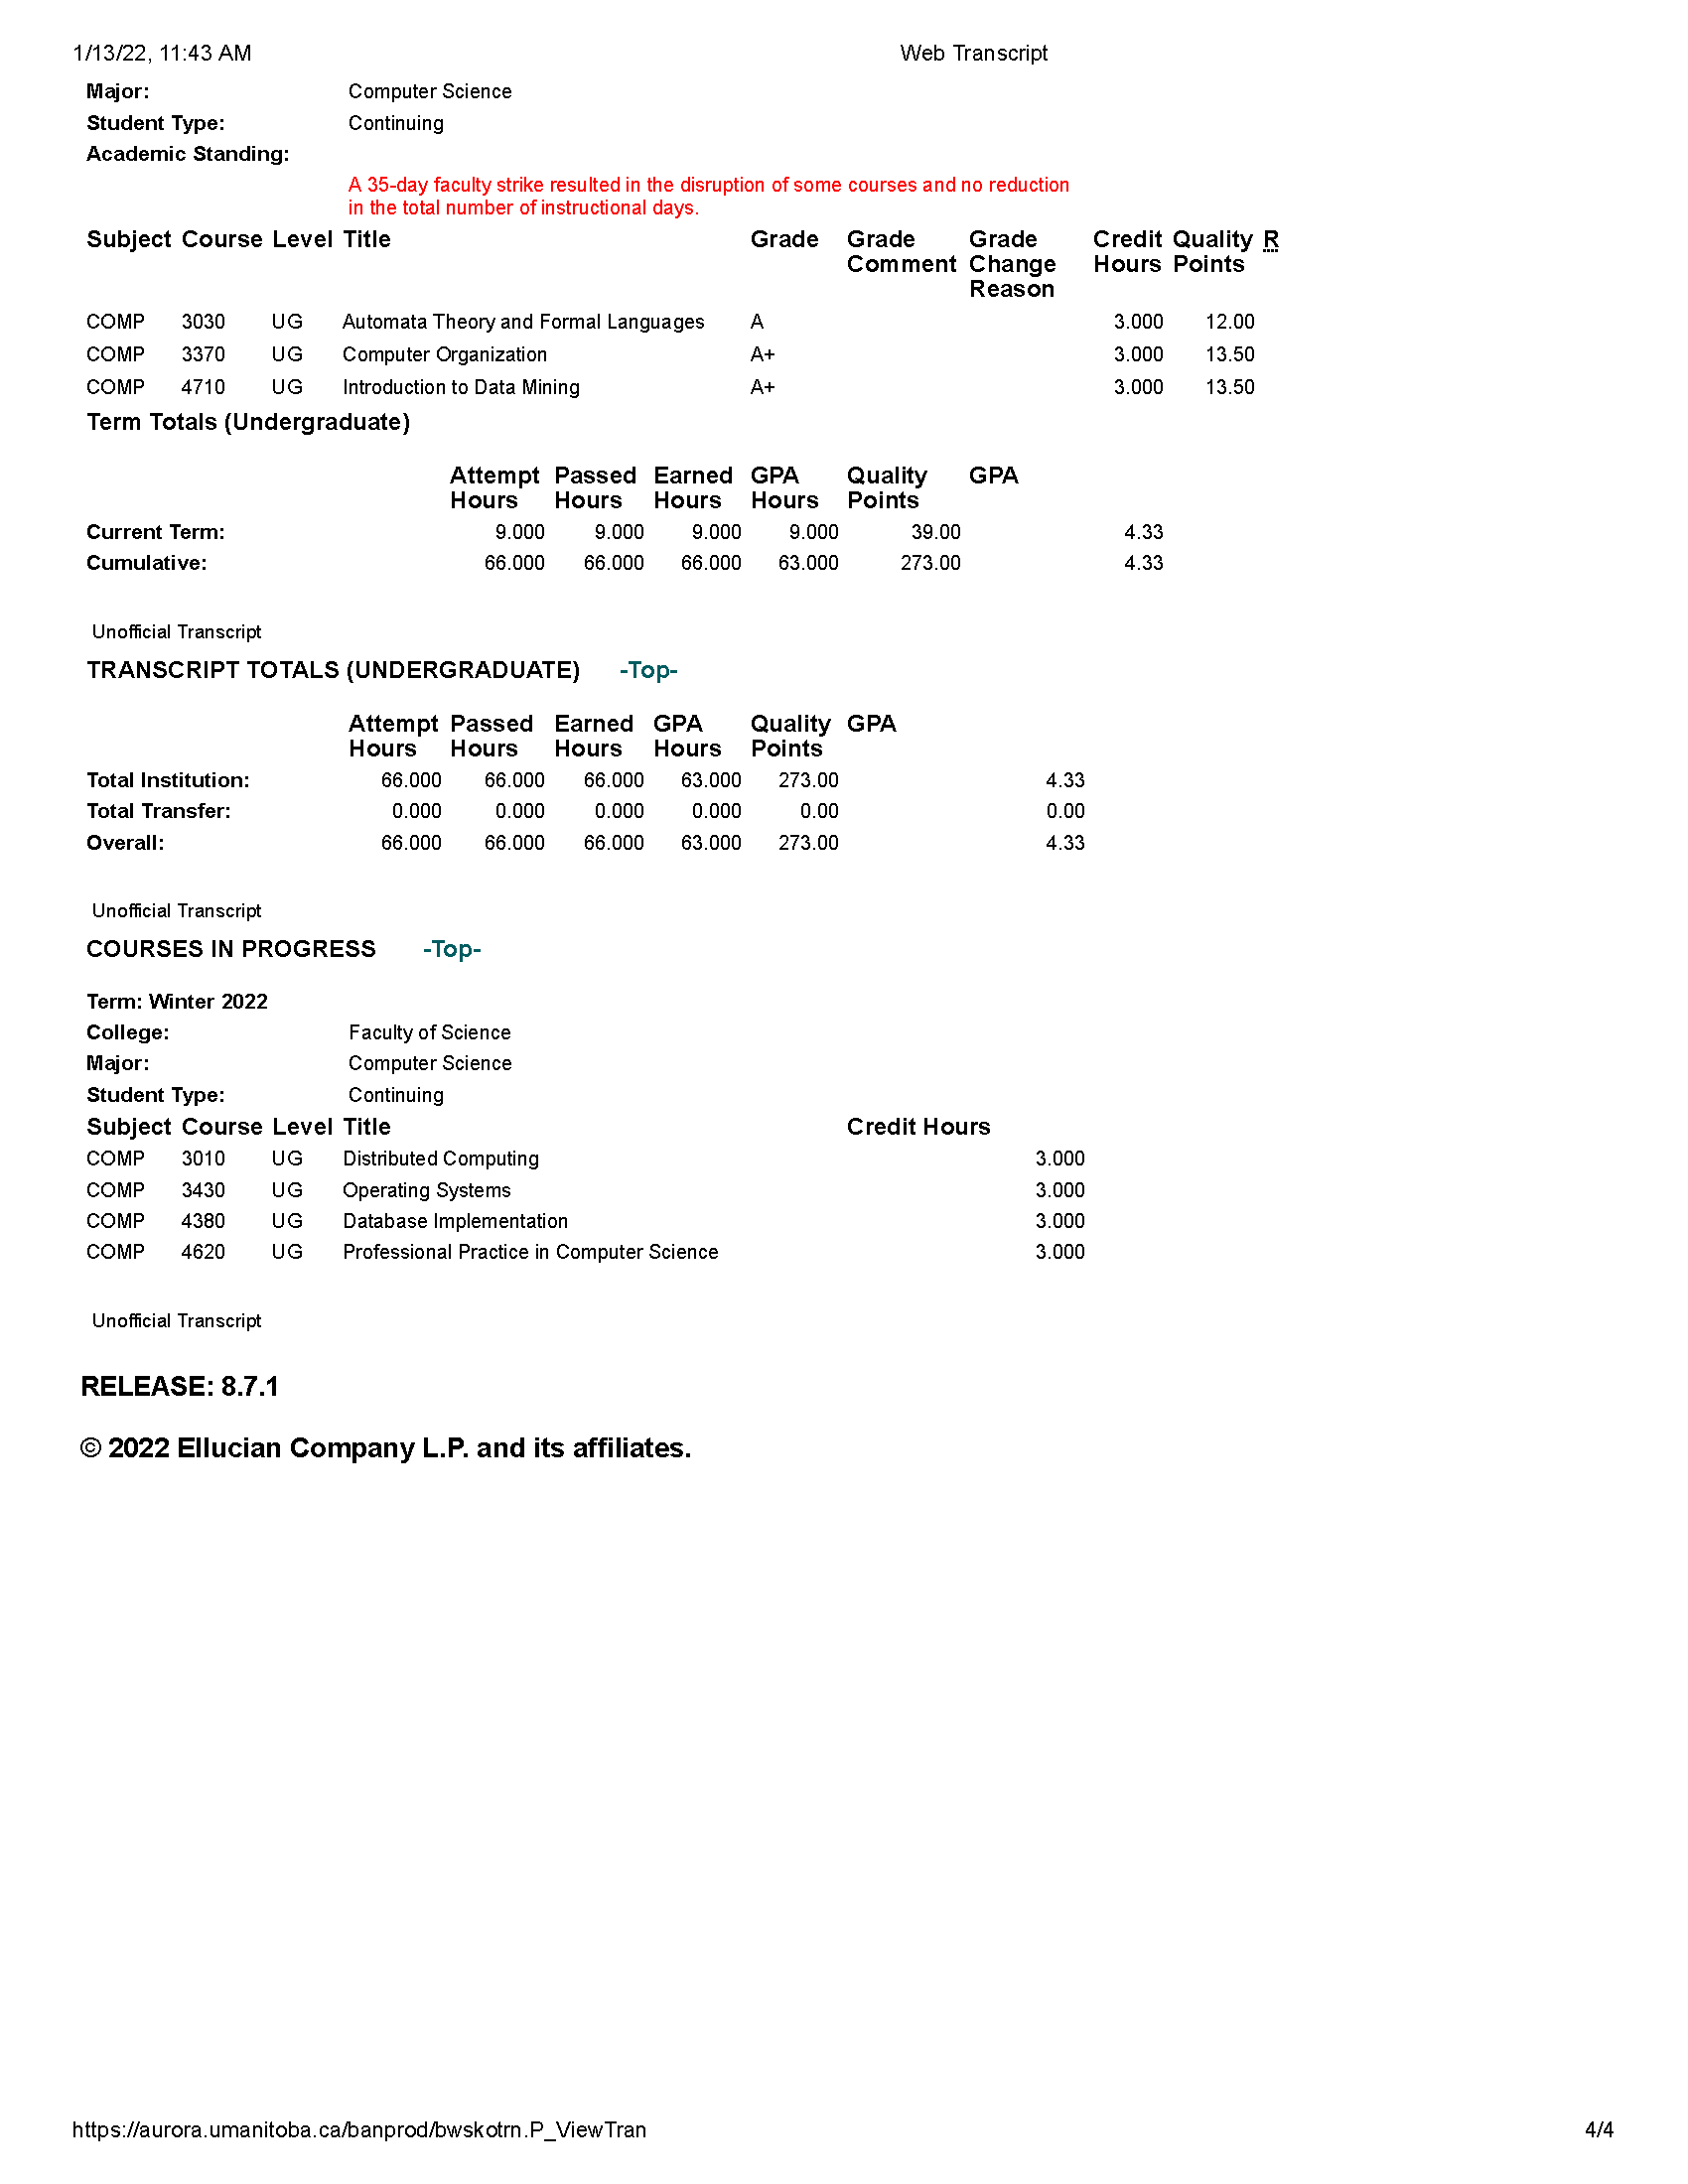 1/13/22, 11:43 AM Web Transcript
Major: Computer Science
Student Type: Continuing
Academic Standing:
A 35-day faculty strike resulted in the disruption of some courses and no reduction
in the total number of instructional days.
Subject Course Level Title Grade Grade Grade Credit Quality R
Comment Change Hours Points
Reason
COMP 3030 UG Automata Theory and Formal Languages A 3.000 12.00
COMP 3370 UG Computer Organization A+ 3.000 13.50
COMP 4710 UG Introduction to Data Mining A+ 3.000 13.50
Term Totals (Undergraduate)
Attempt Passed Earned GPA Quality GPA
Hours Hours Hours Hours Points
Current Term: 9.000 9.000 9.000 9.000 39.00 4.33
Cumulative: 66.000 66.000 66.000 63.000 273.00 4.33
Unofficial Transcript
TRANSCRIPT TOTALS (UNDERGRADUATE) -Top-
Attempt Passed Earned GPA Quality GPA
Hours Hours Hours Hours Points
Total Institution: 66.000 66.000 66.000 63.000 273.00 4.33
Total Transfer: 0.000 0.000 0.000 0.000 0.00 0.00
Overall: 66.000 66.000 66.000 63.000 273.00 4.33
Unofficial Transcript
COURSES IN PROGRESS -Top-
Term: Winter 2022
College: Faculty of Science
Major: Computer Science
Student Type: Continuing
Subject Course Level Title Credit Hours
COMP 3010 UG Distributed Computing 3.000
COMP 3430 UG Operating Systems 3.000
COMP 4380 UG Database Implementation 3.000
COMP 4620 UG Professional Practice in Computer Science 3.000
Unofficial Transcript
RELEASE: 8.7.1
© 2022 Ellucian Company L.P. and its affiliates.
https://aurora.umanitoba.ca/banprod/bwskotrn.P_ViewTran 4/4